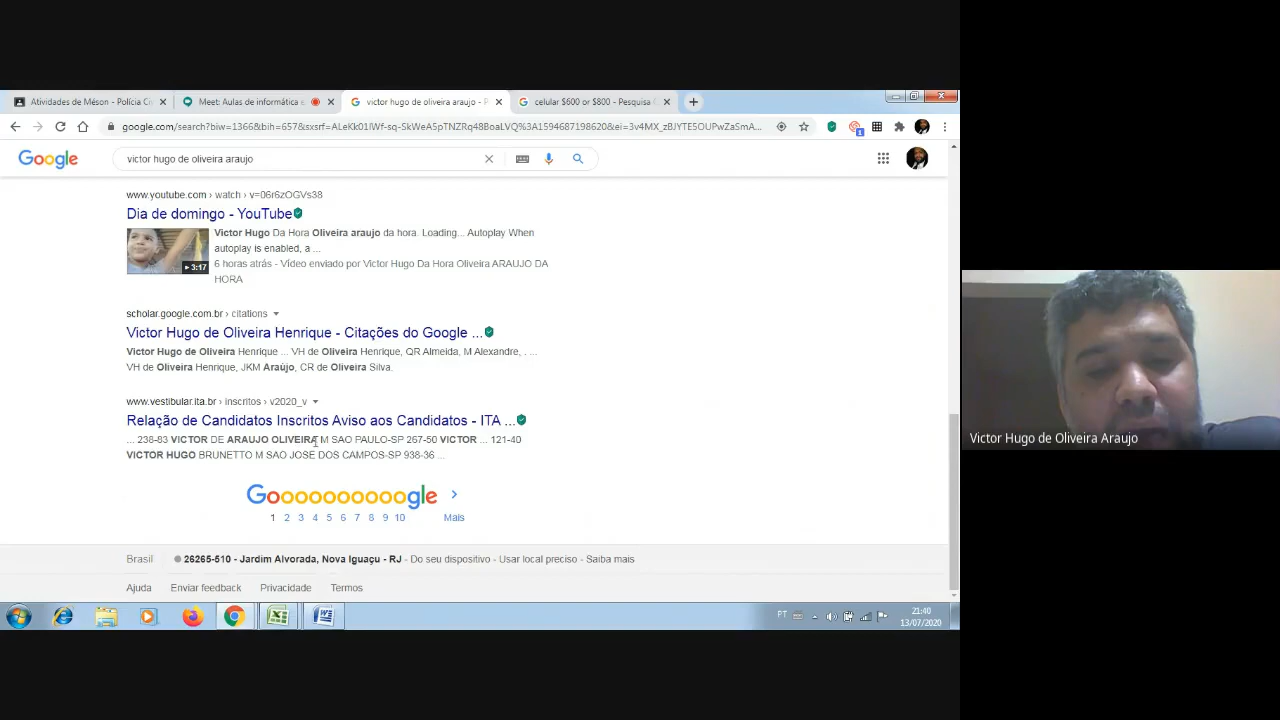 Atividades de Méson - Polícia Ci
Meet: Aulas de informática e
victor hugo de oliveira araujo - P
celular $600 or $800 - Pesquisa
google.com/search?biw=1366&bih=657&sxsrf=ALeKk01lWf-sq-SkWeA5pTNZRq48BoaLVQ%3A1594687198620&ei=3v4MX_zBJYTE5OUPwZaSmA...
1
Google
victor hugo de oliveira araujo
www.youtube.com › watch › v=06r6zOGVs38
Dia de domingo - YouTube
Victor Hugo Da Hora Oliveira araujo da hora. Loading... Autoplay When
autoplay is enabled, a ...
3:17
6 horas atrás - Vídeo enviado por Victor Hugo Da Hora Oliveira ARAUJO DA
HORA
scholar.google.com.br › citations
Victor Hugo de Oliveira Henrique - Citações do Google ...
Victor Hugo de Oliveira Henrique ... VH de Oliveira Henrique, QR Almeida, M Alexandre, . ...
VH de Oliveira Henrique, JKM Araújo, CR de Oliveira Silva.
www.vestibular.ita.br › inscritos › v2020_v
Relação de Candidatos Inscritos Aviso aos Candidatos - ITA ...
... 238-83 VICTOR DE ARAUJO OLIVEIRA M SAO PAULO-SP 267-50 VICTOR ... 121-40
VICTOR HUGO BRUNETTO M SAO JOSE DOS CAMPOS-SP 938-36 ...
Goooooooooogle
1 2 3 4 5 6 7 8 9 10 Mais
Brasil 26265-510 - Jardim Alvorada, Nova Iguaçu - RJ - Do seu dispositivo - Usar local preciso - Saiba mais
Ajuda Enviar feedback Privacidade Termos
PT
21:40
13/07/2020
Victor Hugo de Oliveira Araujo